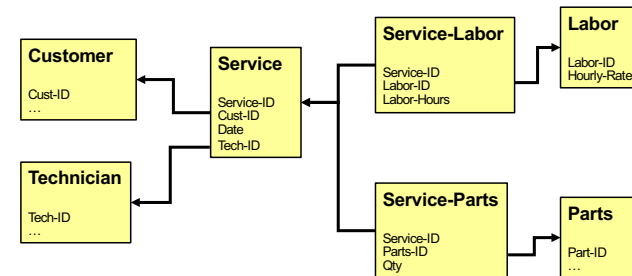 Customer
Cust-ID
…
Technician
Tech-ID
…
Service
Service-ID
Cust-ID
Date
Tech-ID
Service-Labor
Service-ID
Labor-ID
Labor-Hours
Service-Parts
Service-ID
Parts-ID
Qty
Labor
Labor-ID
Hourly-Rate
Parts
Part-ID
…